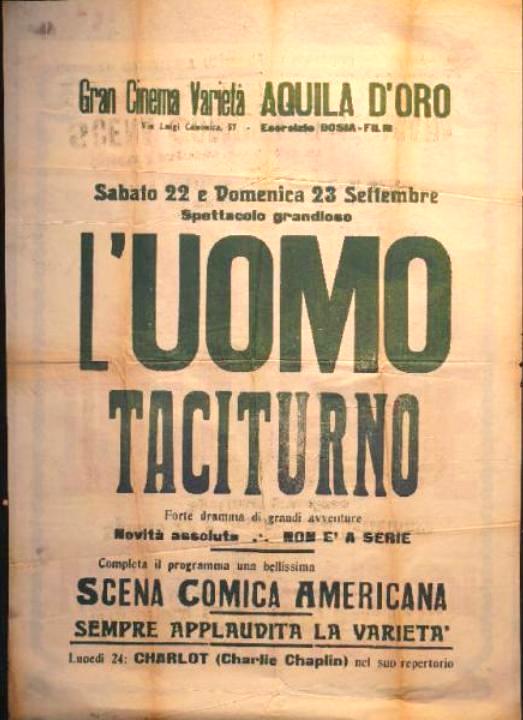 Gran Cinema Varietà AQUILA D'ORO
Via Luigi Canonica, 57 - Esercizio DOSIA-FILM
Sabato 22 e Domenica 23 Settembre
Spettacolo grandioso
L'UOMO
TACITURNO
Forte dramma di grandi avventure
Novità assoluta ∴ NON E' A SERIE
Completa il programma una bellissima
SCENA COMICA AMERICANA
SEMPRE APPLAUDITA LA VARIETA'
Lunedì 24: CHARLOT (Charlie Chaplin) nel suo repertorio